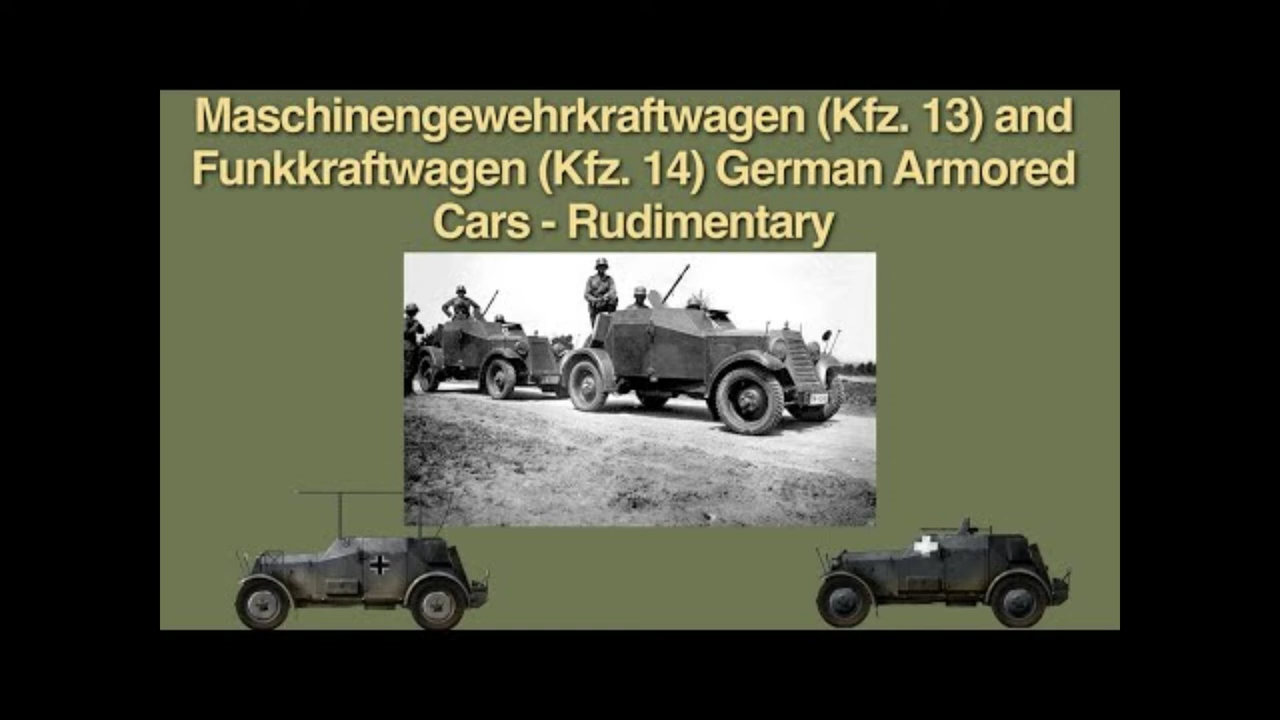 Maschinengewehrkraftwagen (Kfz. 13) and
Funkkraftwagen (Kfz. 14) German Armored
Cars - Rudimentary